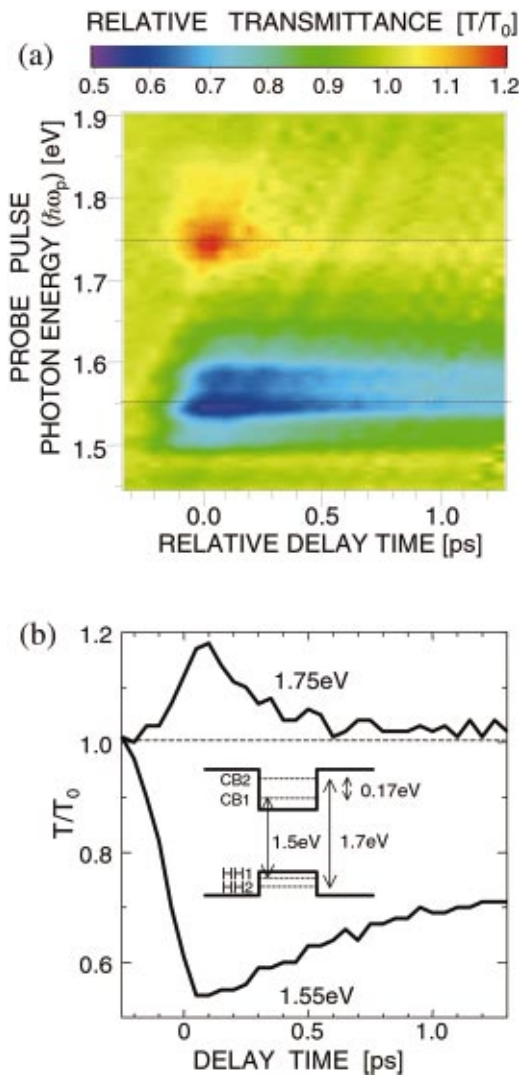 RELATIVE TRANSMITTANCE [T/T₀]
(a)
0.5 0.6 0.7 0.8 0.9 1.0 1.1 1.2
PROBE PULSE
PHOTON ENERGY (ℏωₚ) [eV]
1.9
1.8
1.7
1.6
1.5
0.0 0.5 1.0
RELATIVE DELAY TIME [ps]
(b)
T/T₀
1.2
1.0
0.8
0.6
1.75eV
CB2
CB1
0.17eV
1.5eV
1.7eV
HH1
HH2
1.55eV
0 0.5 1.0
DELAY TIME [ps]